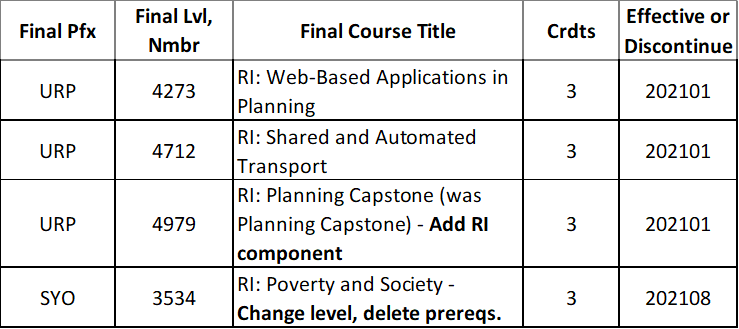 Final Pfx
Final Lvl,
Nmbr
Final Course Title
Crdts
Effective or
Discontinue
URP
4273
RI: Web-Based Applications in
Planning
3
202101
URP
4712
RI: Shared and Automated
Transport
3
202101
URP
4979
RI: Planning Capstone (was
Planning Capstone) - Add RI
component
3
202101
SYO
3534
RI: Poverty and Society -
Change level, delete prereqs.
3
202108